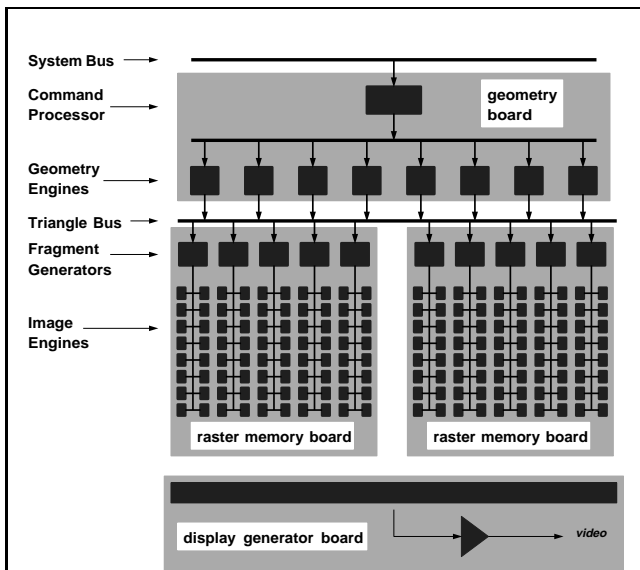 System Bus
Command
Processor
geometry
board
Geometry
Engines
Triangle Bus
Fragment
Generators
Image
Engines
raster memory board
raster memory board
display generator board
video